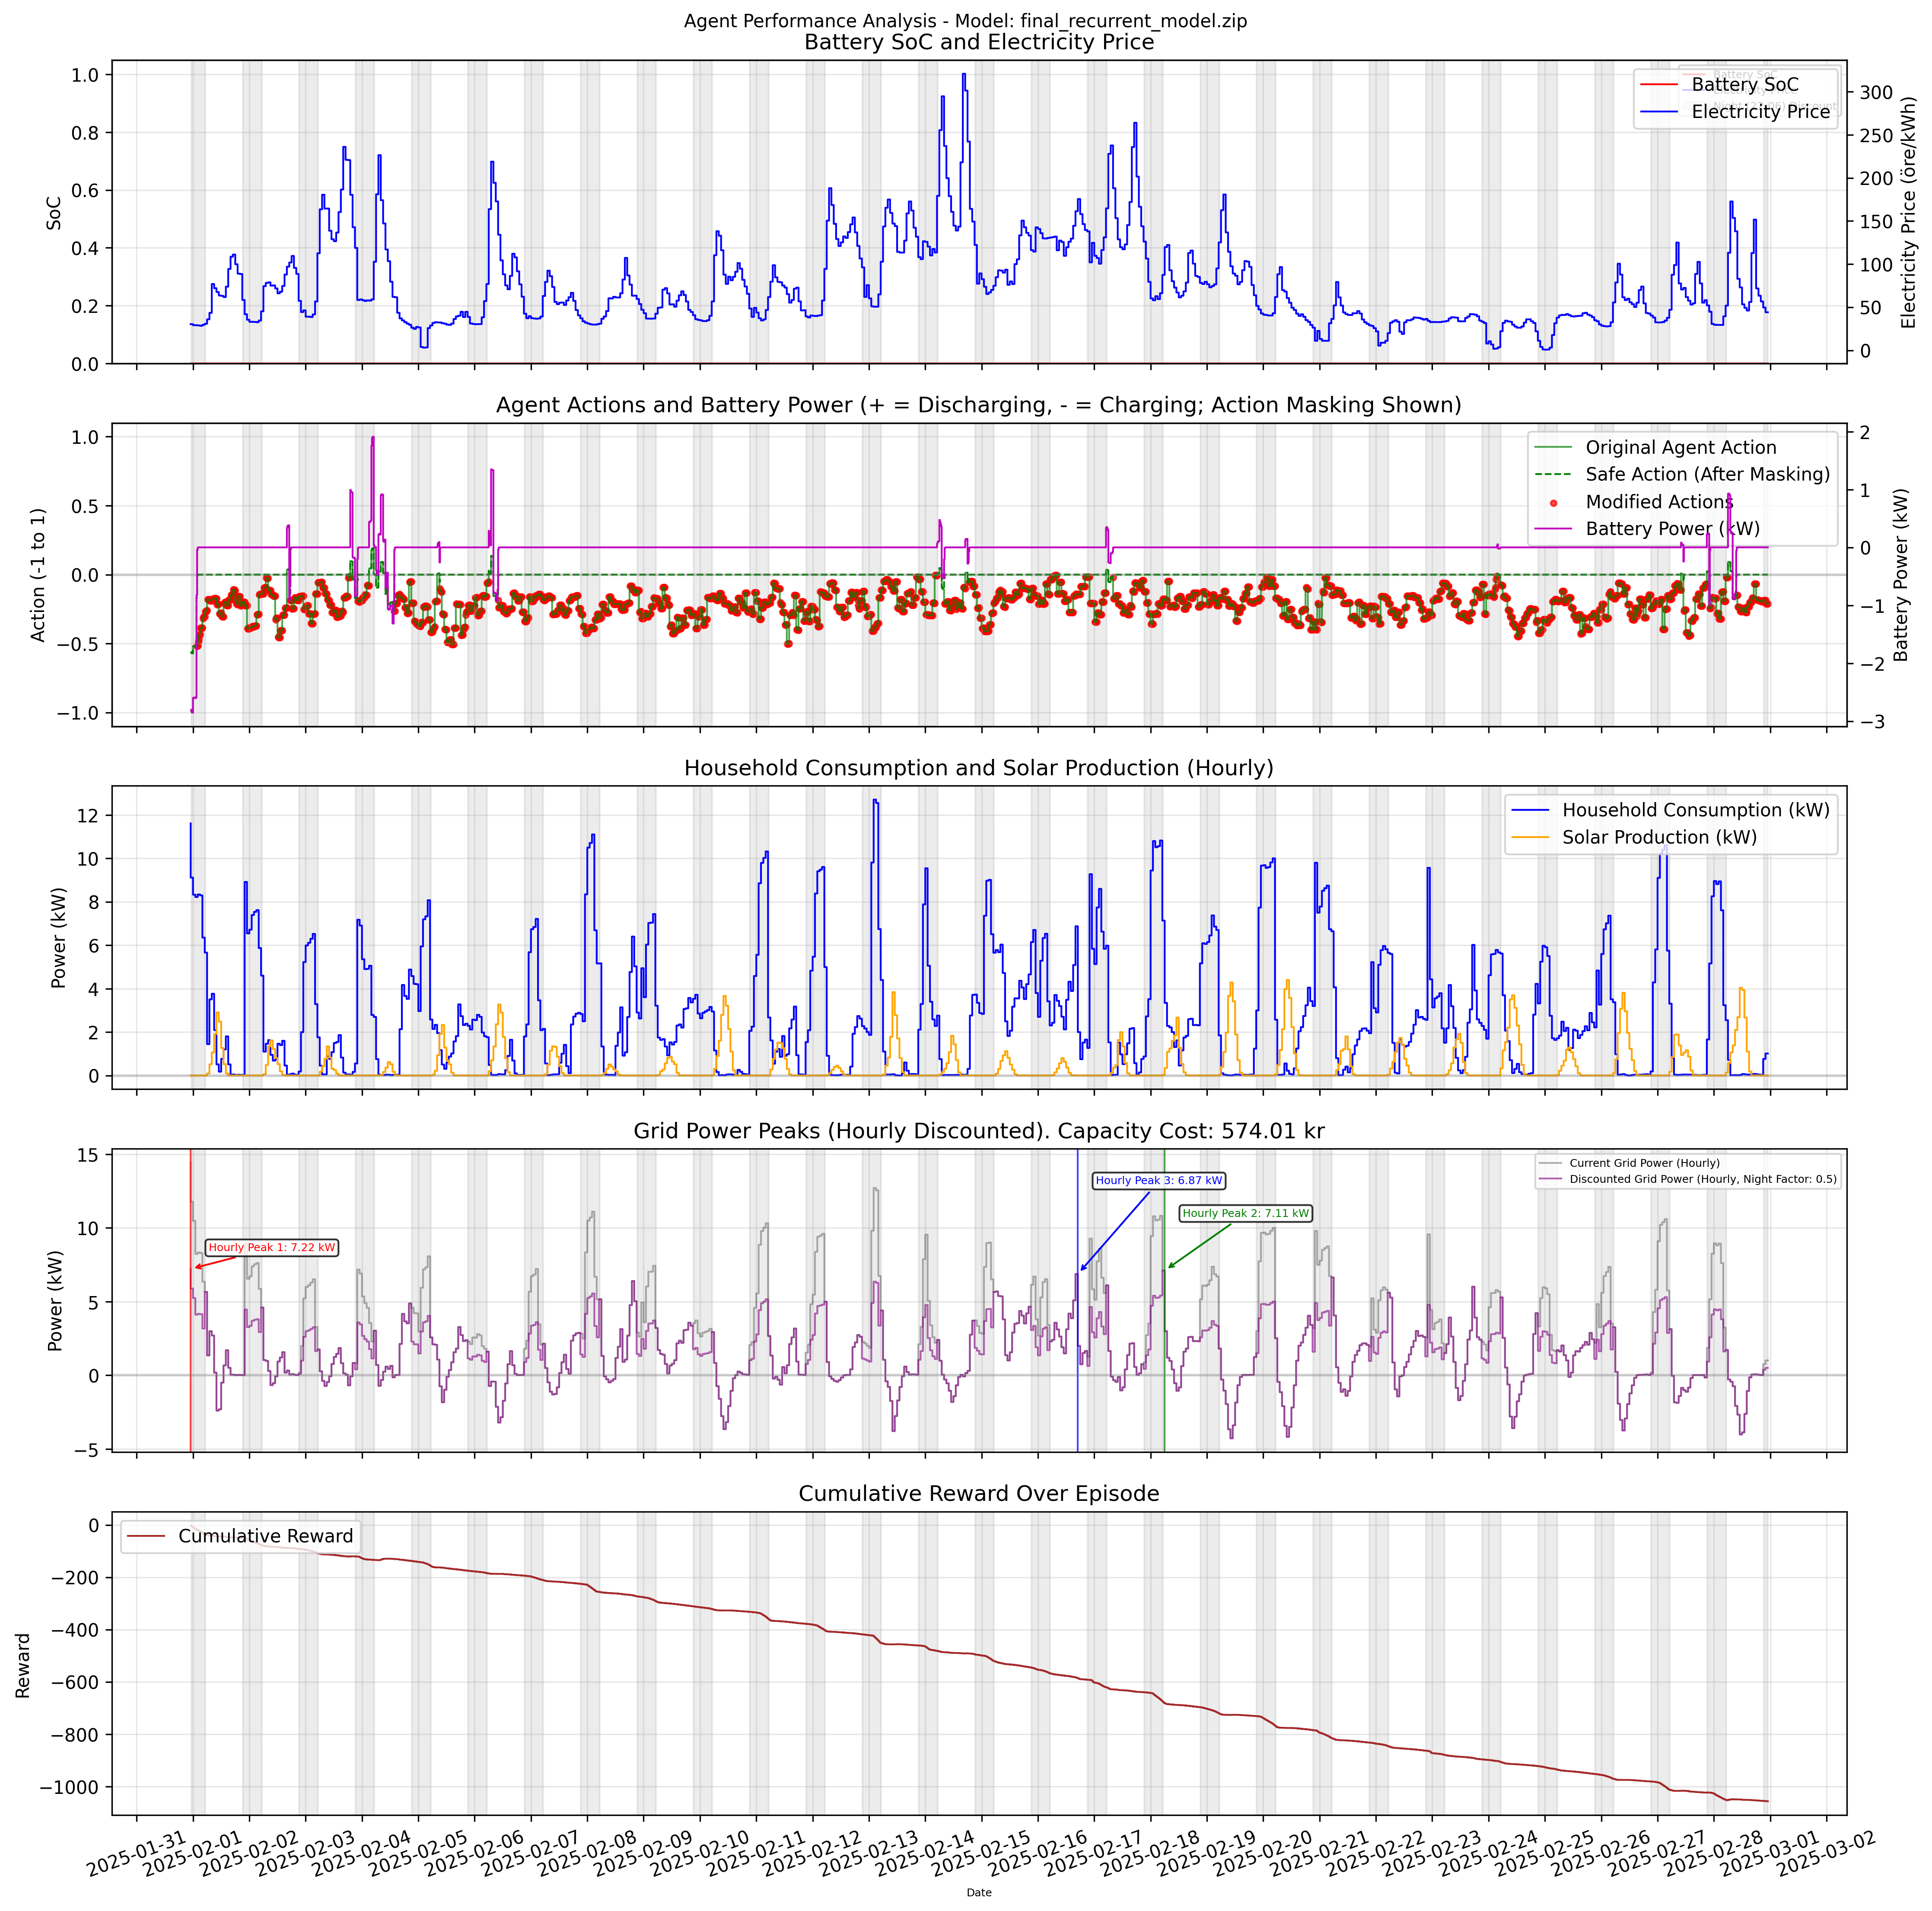 Agent Performance Analysis - Model: final_recurrent_model.zip
Battery SoC and Electricity Price
SoC
1.0
0.8
0.6
0.4
0.2
0.0
Battery SoC
Electricity Price
300
250
200
150
100
50
0
Electricity Price (öre/kWh)
Agent Actions and Battery Power (+ = Discharging, - = Charging; Action Masking Shown)
Action (-1 to 1)
1.0
0.5
0.0
−0.5
−1.0
Original Agent Action
Safe Action (After Masking)
Modified Actions
Battery Power (kW)
2
1
0
−1
−2
−3
Battery Power (kW)
Household Consumption and Solar Production (Hourly)
Power (kW)
12
10
8
6
4
2
0
Household Consumption (kW)
Solar Production (kW)
Grid Power Peaks (Hourly Discounted). Capacity Cost: 574.01 kr
Power (kW)
15
10
5
0
−5
Hourly Peak 1: 7.22 kW
Hourly Peak 3: 6.87 kW
Hourly Peak 2: 7.11 kW
Current Grid Power (Hourly)
Discounted Grid Power (Hourly, Night Factor: 0.5)
Cumulative Reward Over Episode
Reward
0
−200
−400
−600
−800
−1000
Cumulative Reward
2025-01-31
2025-02-01
2025-02-02
2025-02-03
2025-02-04
2025-02-05
2025-02-06
2025-02-07
2025-02-08
2025-02-09
2025-02-10
2025-02-11
2025-02-12
2025-02-13
2025-02-14
2025-02-15
2025-02-16
2025-02-17
2025-02-18
2025-02-19
2025-02-20
2025-02-21
2025-02-22
2025-02-23
2025-02-24
2025-02-25
2025-02-26
2025-02-27
2025-02-28
2025-03-01
2025-03-02
Date